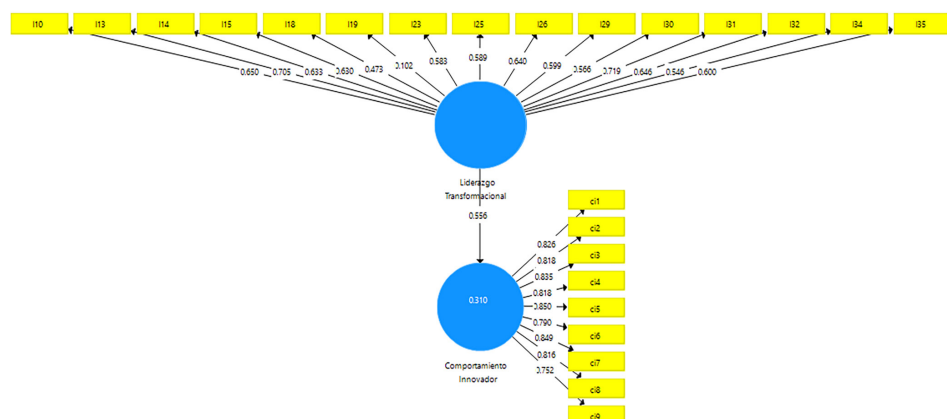 l10 l13 l14 l15 l18 l19 l23 l25 l26 l29 l30 l31 l32 l34 l35
0.650 0.705 0.633 0.630 0.473 0.102 0.583 0.589 0.640 0.599 0.566 0.719 0.646 0.546 0.600
Liderazgo
Transformacional
0.556
ci1
ci2
0.826
ci3
0.818
0.835
ci4
0.818
0.310
0.850
ci5
0.790
ci6
0.849
0.816
ci7
Comportamiento
0.752
Innovador
ci8
ci9